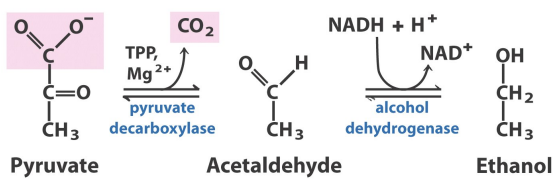 O O⁻
C
C=O
CH₃
Pyruvate
TPP,
Mg²⁺
CO₂
pyruvate
decarboxylase
O H
C
CH₃
Acetaldehyde
NADH + H⁺
NAD⁺
alcohol
dehydrogenase
OH
CH₂
CH₃
Ethanol